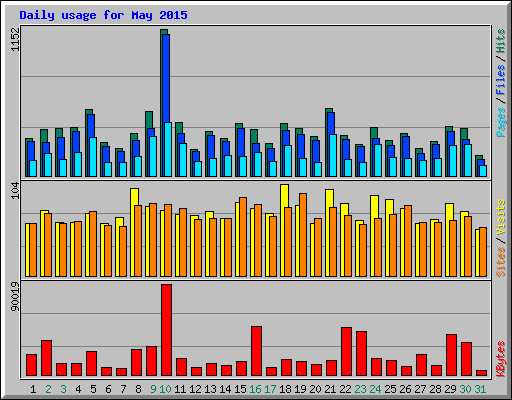 Daily usage for May 2015
1152
Pages / Files / Hits
104
Sites / Visits
90019
KBytes
1 2 3 4 5 6 7 8 9 10 11 12 13 14 15 16 17 18 19 20 21 22 23 24 25 26 27 28 29 30 31